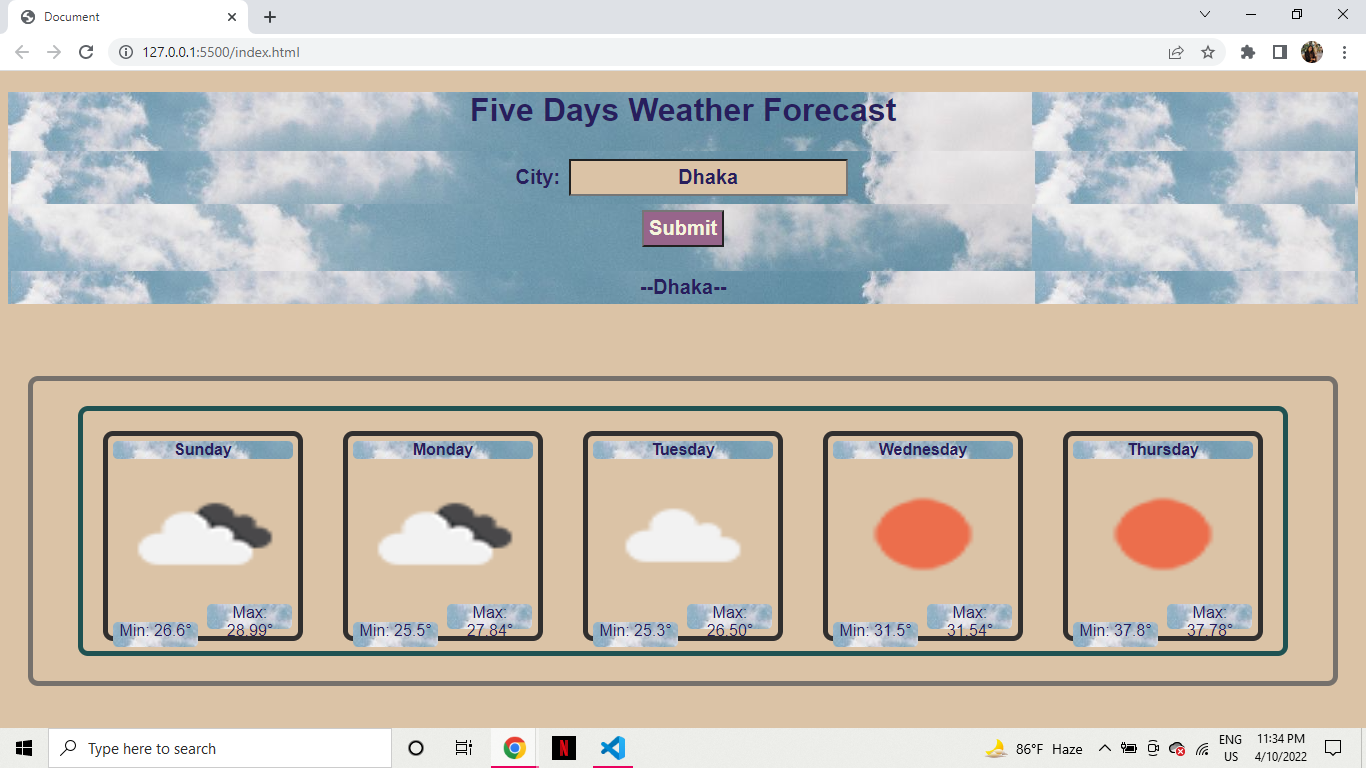 Document
127.0.0.1:5500/index.html
Five Days Weather Forecast
City: Dhaka
Submit
--Dhaka--
Sunday
Min: 26.6°
Max:
28.99°
Monday
Min: 25.5°
Max:
27.84°
Tuesday
Min: 25.3°
Max:
26.50°
Wednesday
Min: 31.5°
Max:
31.54°
Thursday
Min: 37.8°
Max:
37.78°
Type here to search
N
86°F Haze
ENG
US
11:34 PM
4/10/2022